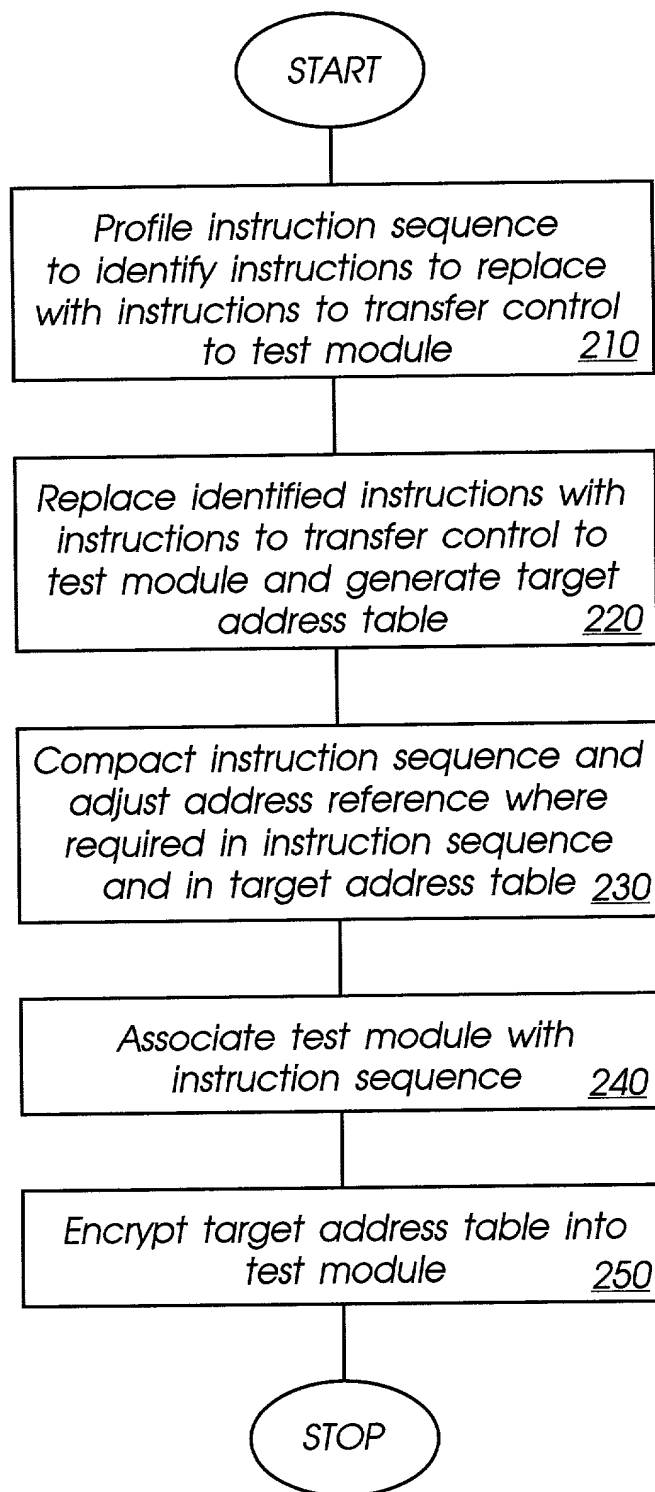 START
Profile instruction sequence
to identify instructions to replace
with instructions to transfer control
to test module 210
Replace identified instructions with
instructions to transfer control to
test module and generate target
address table 220
Compact instruction sequence and
adjust address reference where
required in instruction sequence
and in target address table 230
Associate test module with
instruction sequence 240
Encrypt target address table into
test module 250
STOP